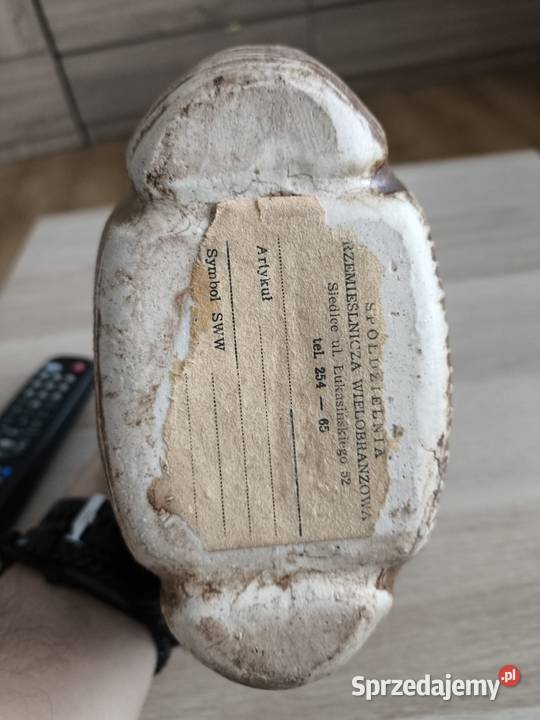 SPÓŁDZIELNIA
RZEMIEŚLNICZA WIELOBRANŻOWA
Siedlce ul. Łukasińskiego 52
tel. 254 — 65
Artykuł
Symbol SWW
Sprzedajemy.pl